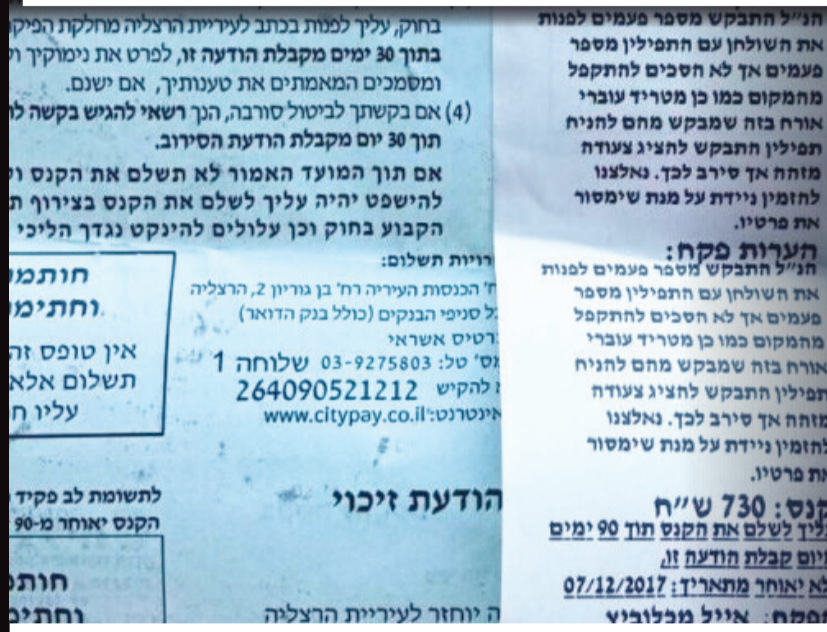 הנ״ל התבקש מספר פעמים לפנות
את השולחן עם התפילין מספר
פעמים אך לא הסכים להתקפל
מהמקום כמו כן מטריד עוברי
אורח בזה שמבקש מהם להניח
תפילין התבקש להציג צעודה
מזהה אך סירב לכך. נאלצנו
להזמין ניידת על מנת שימסור
את פרטיו.
הערות פקח:
הנ״ל התבקש מספר פעמים לפנות
את השולחן עם התפילין מספר
פעמים אך לא הסכים להתקפל
מהמקום כמו כן מטריד עוברי
אורח בזה שמבקש מהם להניח
תפילין התבקש להציג צעודה
מזהה אך סירב לכך. נאלצנו
להזמין ניידת על מנת שימסור
את פרטיו.
קנס: 730 ש״ח
עליך לשלם את הקנס תוך 90 ימים
מיום קבלת הודעה זו,
לא יאוחר מתאריך: 07/12/2017
הפקח: אייל מכלוביץ
בחוק, עליך לפנות בכתב לעיריית הרצליה מחלקת הפיקו
בתוך 30 ימים מקבלת הודעה זו, לפרט את נימוקיך ו
ומסמכים המאמתים את טענותיך, אם ישנם.
(4) אם בקשתך לביטול סורבה, הנך רשאי להגיש בקשה ל
תוך 30 יום מקבלת הודעת הסירוב.
אם תוך המועד האמור לא תשלם את הקנס ו
להישפט יהיה עליך לשלם את הקנס בצירוף ת
הקבוע בחוק וכן עלולים להינקט נגדך הליכי
רויות תשלום:
ח' הכנסות העיריה רח' בן גוריון 2, הרצליה
ל סניפי הבנקים (כולל בנק הדואר)
רטיס אשראי
מס' טל: 03-9275803 שלוחה 1
להקיש 264090521212
אינטרנט: www.citypay.co.il
חותמ
וחתימ
אין טופס זה
תשלום אלא
עליו ח
הודעת זיכוי
לתשומת לב פקיד
הקנס יאוחר מ-90
חותמ
וחתימ
ה יוחזר לעיריית הרצליה